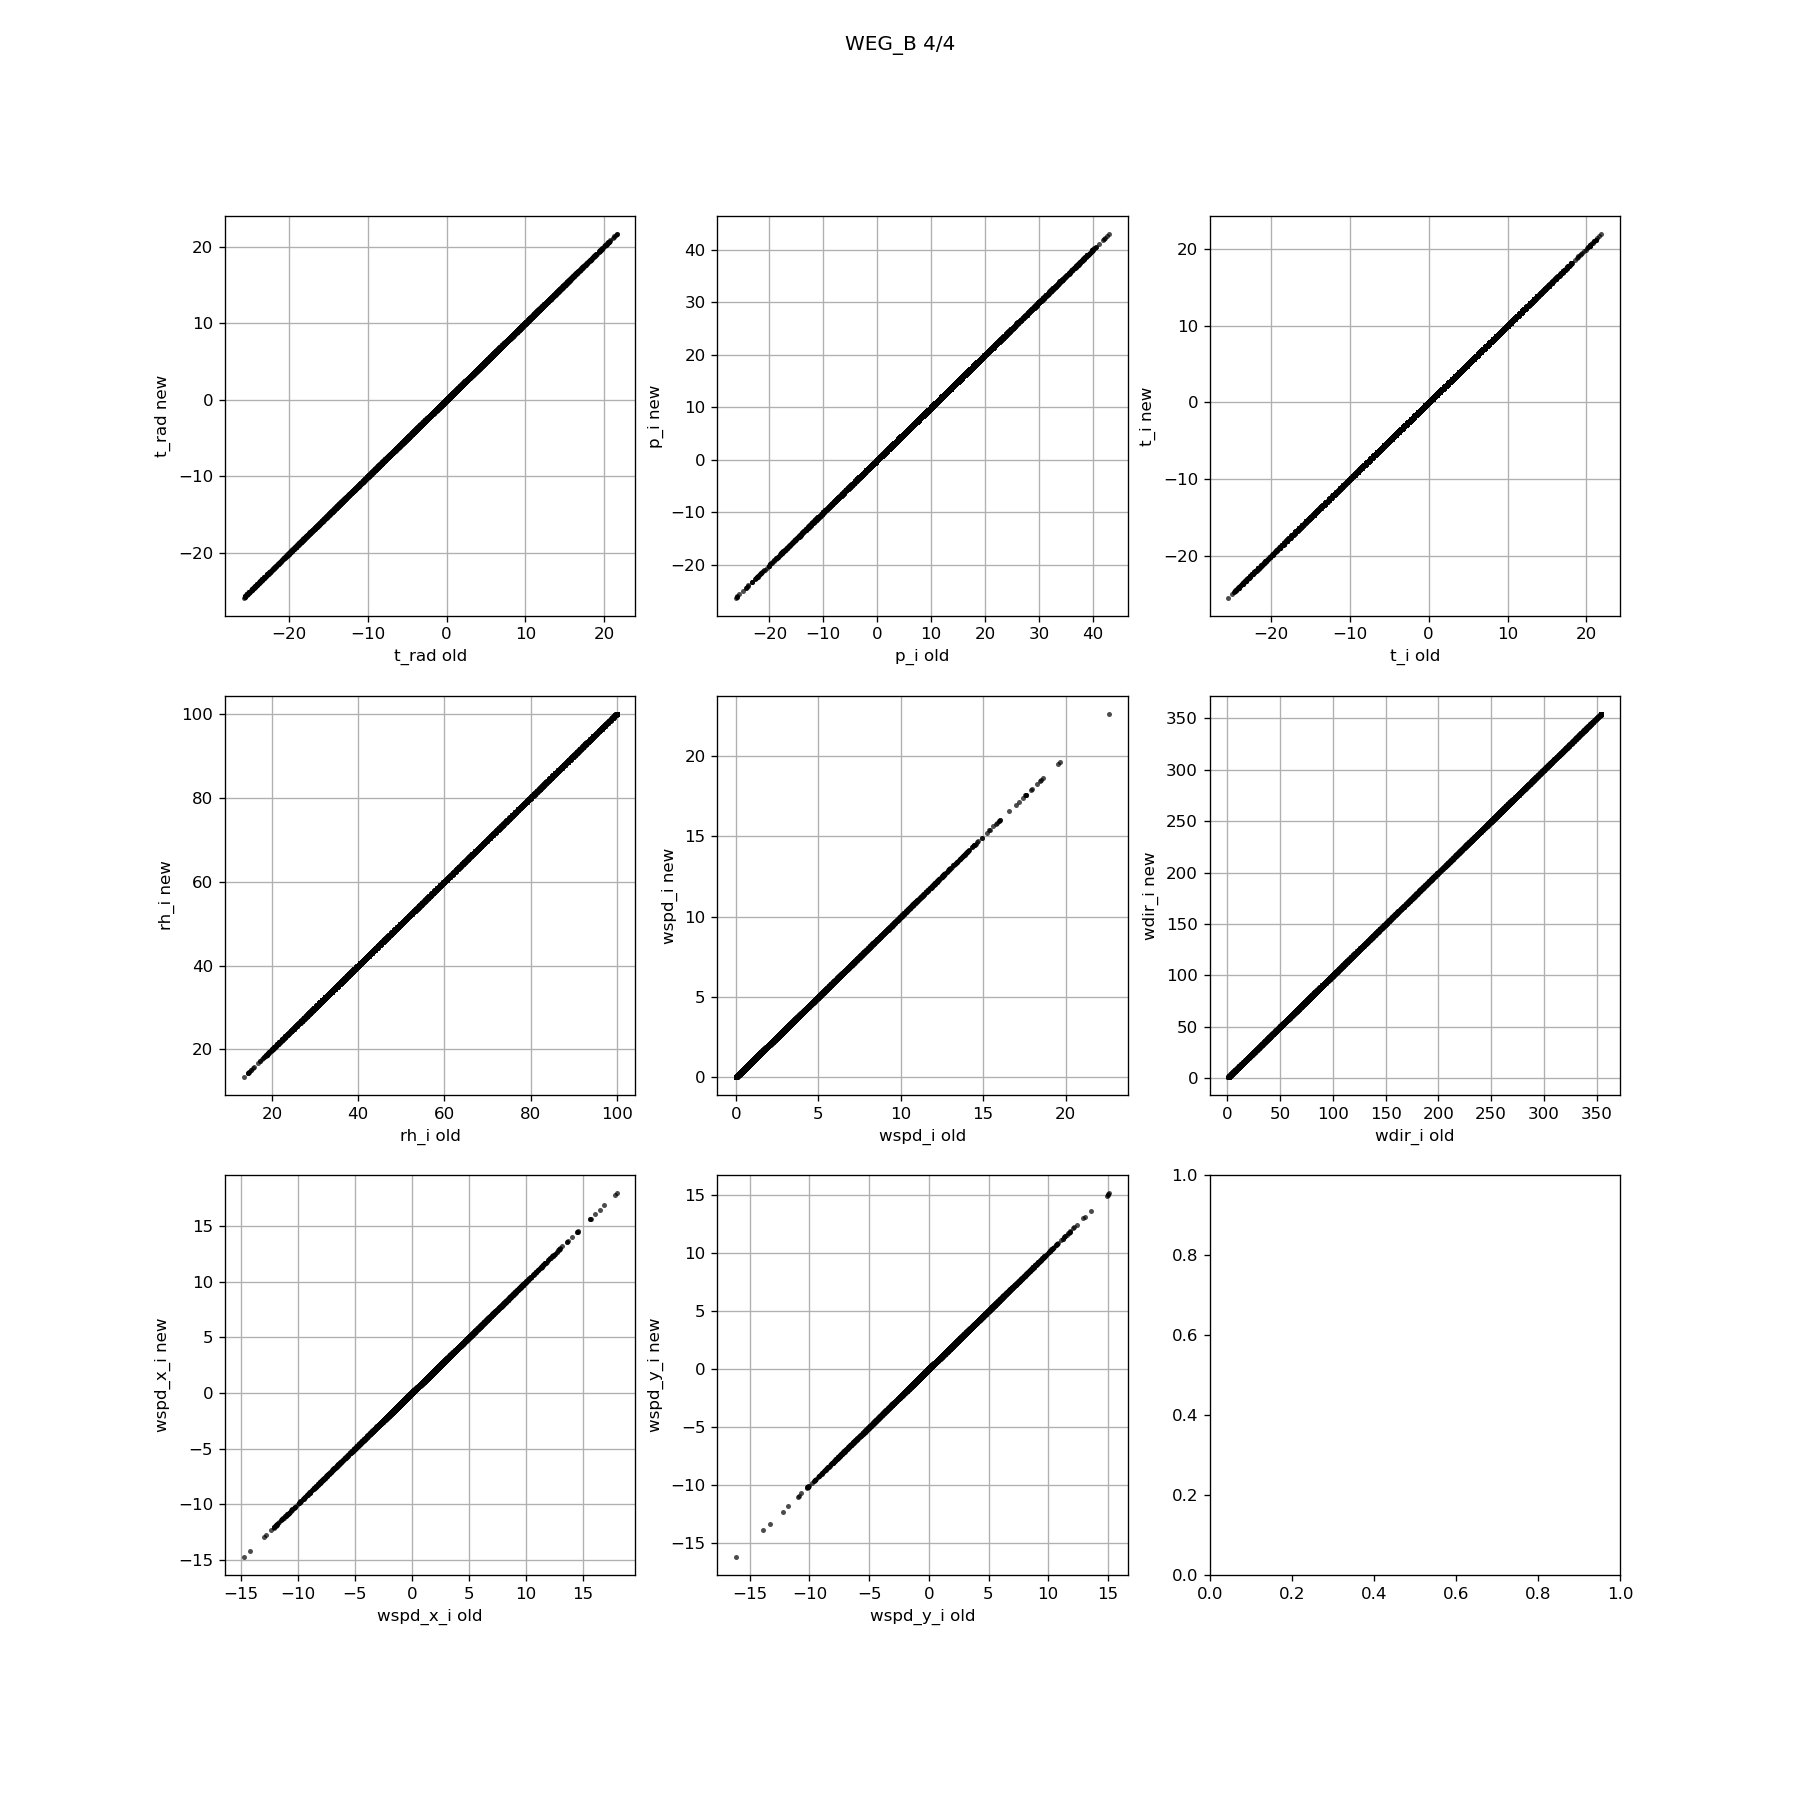 WEG_B 4/4
20
10
0
−10
−20
t_rad new
−20 −10 0 10 20
t_rad old
40
30
20
10
0
−10
−20
p_i new
−20 −10 0 10 20 30 40
p_i old
20
10
0
−10
−20
t_i new
−20 −10 0 10 20
t_i old
100
80
60
40
20
rh_i new
20 40 60 80 100
rh_i old
20
15
10
5
0
wspd_i new
0 5 10 15 20
wspd_i old
350
300
250
200
150
100
50
0
wdir_i new
0 50 100 150 200 250 300 350
wdir_i old
15
10
5
0
−5
−10
−15
wspd_x_i new
−15 −10 −5 0 5 10 15
wspd_x_i old
15
10
5
0
−5
−10
−15
wspd_y_i new
−15 −10 −5 0 5 10 15
wspd_y_i old
1.0
0.8
0.6
0.4
0.2
0.0
0.0 0.2 0.4 0.6 0.8 1.0